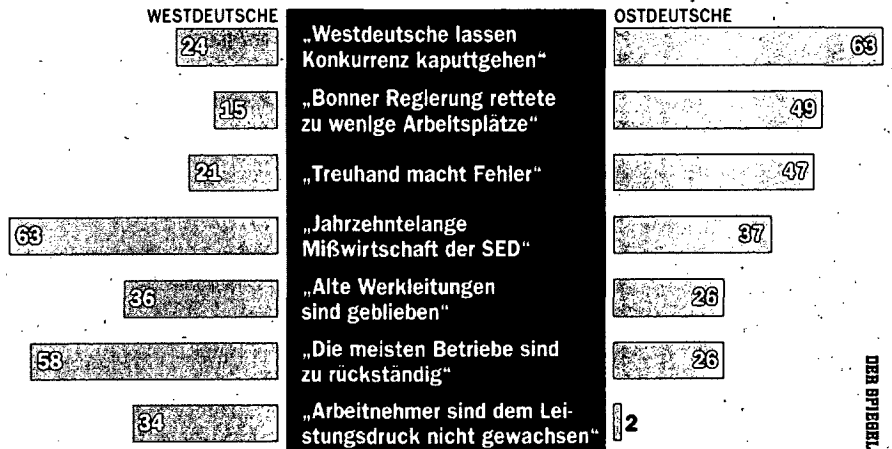 WESTDEUTSCHE OSTDEUTSCHE
24 „Westdeutsche lassen 63
Konkurrenz kaputtgehen“
15 „Bonner Regierung rettete 49
zu wenige Arbeitsplätze“
21 „Treuhand macht Fehler“ 47
63 „Jahrzehntelange 37
Mißwirtschaft der SED“
36 „Alte Werkleitungen 26
sind geblieben“
58 „Die meisten Betriebe sind 26
zu rückständig“
34 „Arbeitnehmer sind dem Lei- 2
stungsdruck nicht gewachsen“
DER SPIEGEL